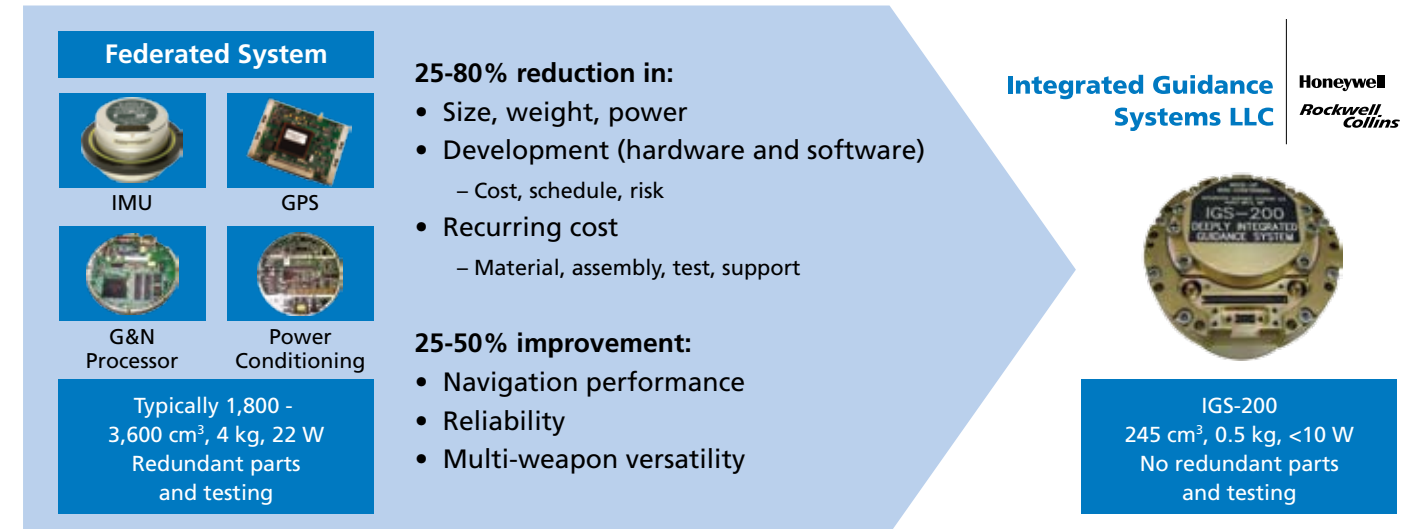 Federated System
IMU
GPS
G&N
Processor
Power
Conditioning
Typically 1,800 -
3,600 cm³, 4 kg, 22 W
Redundant parts
and testing
25-80% reduction in:
• Size, weight, power
• Development (hardware and software)
– Cost, schedule, risk
• Recurring cost
– Material, assembly, test, support
25-50% improvement:
• Navigation performance
• Reliability
• Multi-weapon versatility
Integrated Guidance
Systems LLC
Honeywell
Rockwell
Collins
IGS-200
DEEPLY INTEGRATED
GUIDANCE SYSTEM
IGS-200
245 cm³, 0.5 kg, <10 W
No redundant parts
and testing